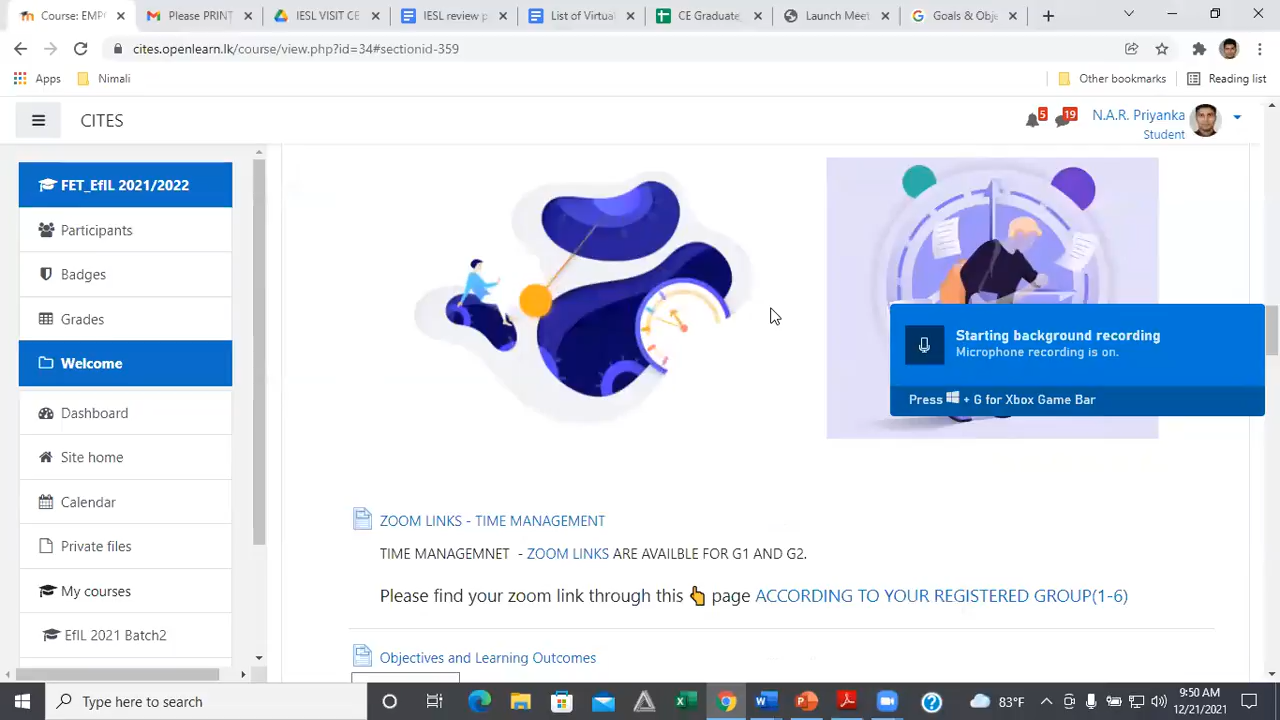 Course: EMP
Please PRINT
IESL VISIT CE
IESL review p
List of Virtual
CE Graduate
Launch Meet
Goals & Obje
cites.openlearn.lk/course/view.php?id=34#sectionid-359
Apps
Nimali
Other bookmarks
Reading list
CITES
5
19
N.A.R. Priyanka
Student
FET_EfIL 2021/2022
Participants
Badges
Grades
Welcome
Dashboard
Site home
Calendar
Private files
My courses
EfIL 2021 Batch2
Starting background recording
Microphone recording is on.
Press + G for Xbox Game Bar
ZOOM LINKS - TIME MANAGEMENT
TIME MANAGEMNET - ZOOM LINKS ARE AVAILBLE FOR G1 AND G2.
Please find your zoom link through this page ACCORDING TO YOUR REGISTERED GROUP(1-6)
Objectives and Learning Outcomes
Type here to search
83°F
9:50 AM
12/21/2021